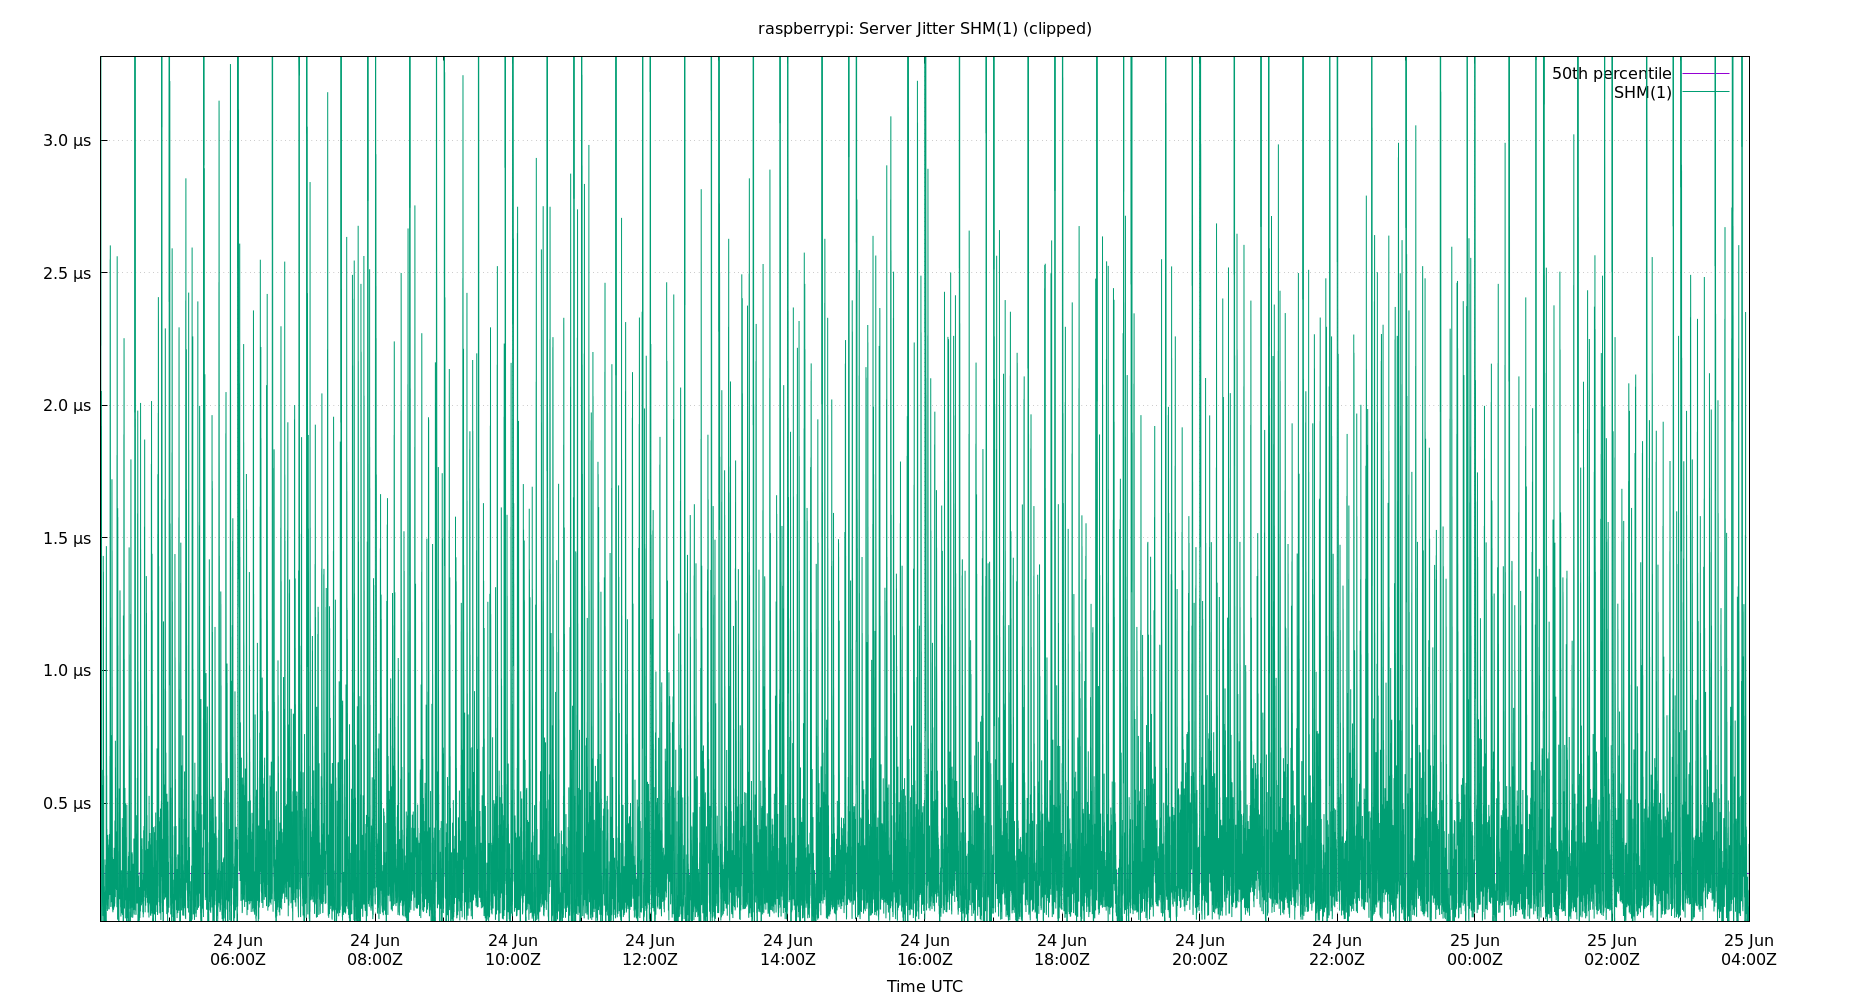 raspberrypi: Server Jitter SHM(1) (clipped)
50th percentile
SHM(1)
3.0 µs
2.5 µs
2.0 µs
1.5 µs
1.0 µs
0.5 µs
24 Jun 24 Jun 24 Jun 24 Jun 24 Jun 24 Jun 24 Jun 24 Jun 24 Jun 25 Jun 25 Jun 25 Jun
06:00Z 08:00Z 10:00Z 12:00Z 14:00Z 16:00Z 18:00Z 20:00Z 22:00Z 00:00Z 02:00Z 04:00Z
Time UTC